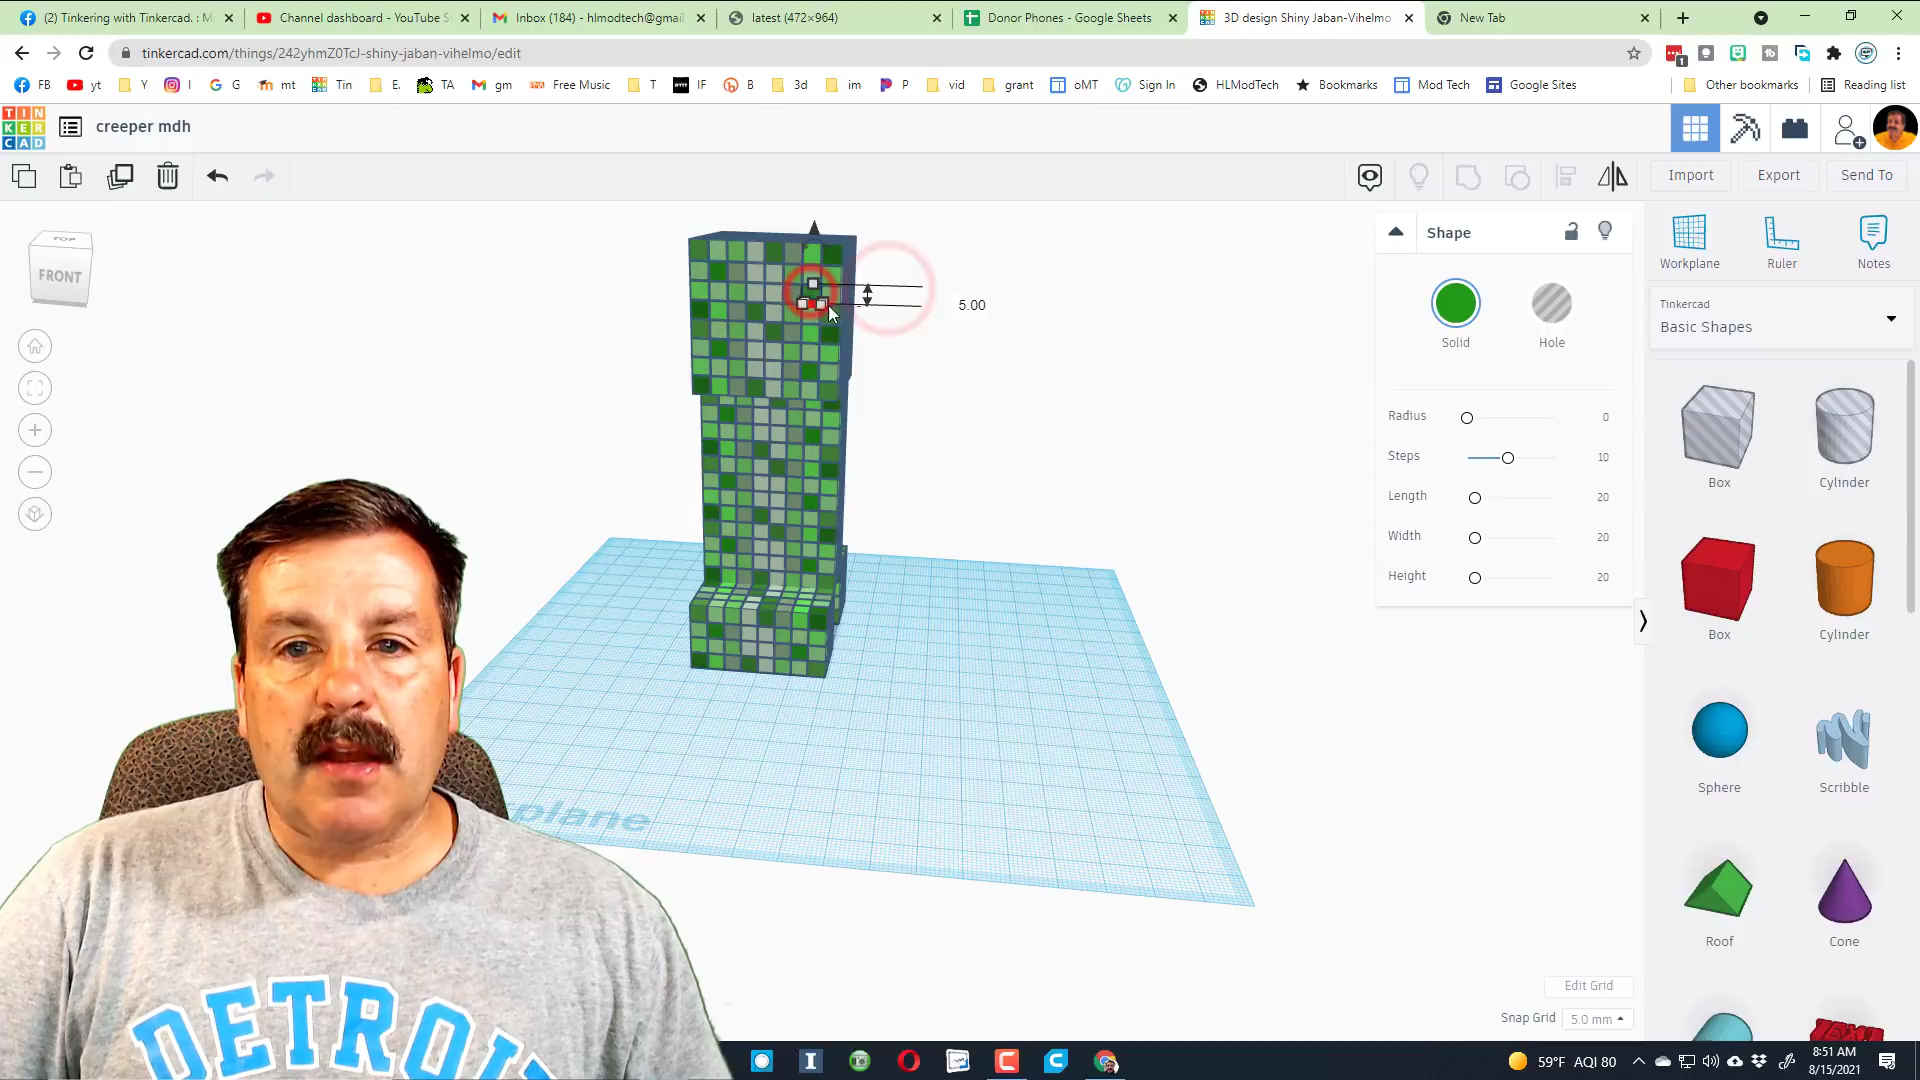 (2) Tinkering with Tinkercad. : M
Channel dashboard - YouTube S
Inbox (184) - hlmodtech@gmail
latest (472×964)
Donor Phones - Google Sheets
3D design Shiny Jaban-Vihelmo
New Tab
tinkercad.com/things/242yhmZ0TcJ-shiny-jaban-vihelmo/edit
FB
yt
Y
I
G
mt
Tin
E.
TA
gm
Free Music
T
IF
B
3d
im
P
vid
grant
oMT
Sign In
HLModTech
Bookmarks
Mod Tech
Google Sites
Other bookmarks
Reading list
TIN
KER
CAD
creeper mdh
Import
Export
Send To
TOP
FRONT
5.00
Shape
Solid
Hole
Radius
0
Steps
10
Length
20
Width
20
Height
20
Workplane
Ruler
Notes
Tinkercad
Basic Shapes
Box
Cylinder
Box
Cylinder
Sphere
Scribble
Roof
Cone
TEXT
plane
Edit Grid
Snap Grid
5.0 mm
DETROIT
59°F AQI 80
8:51 AM
8/15/2021